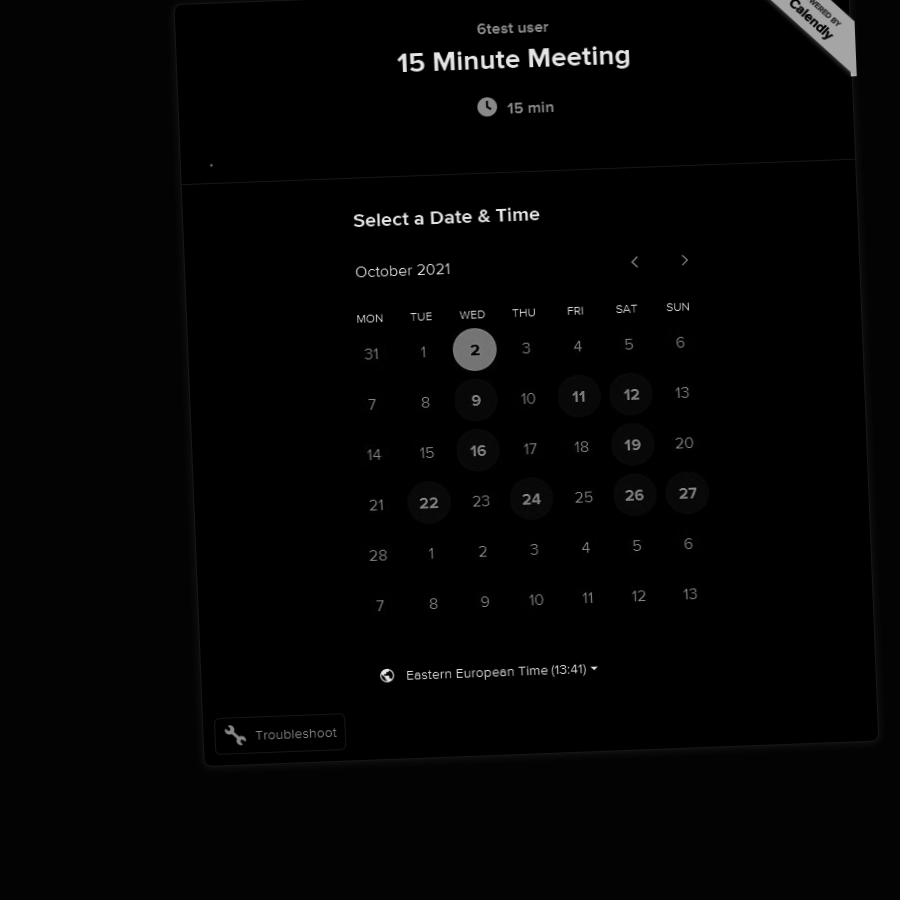 6test user
15 Minute Meeting
15 min
Calendly
Select a Date & Time
October 2021
MON TUE WED THU FRI SAT SUN
31 1 2 3 4 5 6
7 8 9 10 11 12 13
14 15 16 17 18 19 20
21 22 23 24 25 26 27
28 1 2 3 4 5 6
7 8 9 10 11 12 13
Eastern European Time (13:41)
Troubleshoot